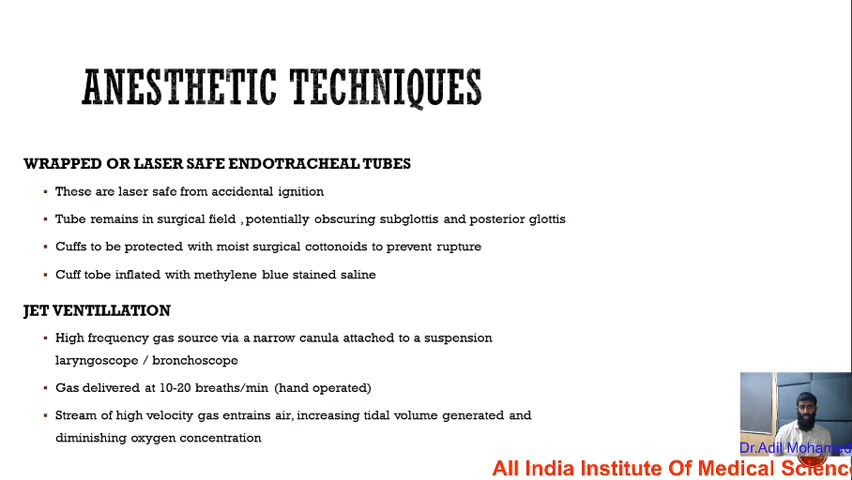 ANESTHETIC TECHNIQUES
WRAPPED OR LASER SAFE ENDOTRACHEAL TUBES
▪ These are laser safe from accidental ignition
▪ Tube remains in surgical field , potentially obscuring subglottis and posterior glottis
▪ Cuffs to be protected with moist surgical cottonoids to prevent rupture
▪ Cuff tobe inflated with methylene blue stained saline
JET VENTILLATION
▪ High frequency gas source via a narrow canula attached to a suspension
laryngoscope / bronchoscope
▪ Gas delivered at 10-20 breaths/min (hand operated)
▪ Stream of high velocity gas entrains air, increasing tidal volume generated and
diminishing oxygen concentration
Dr.Adil Mohamed
All India Institute Of Medical Scienc